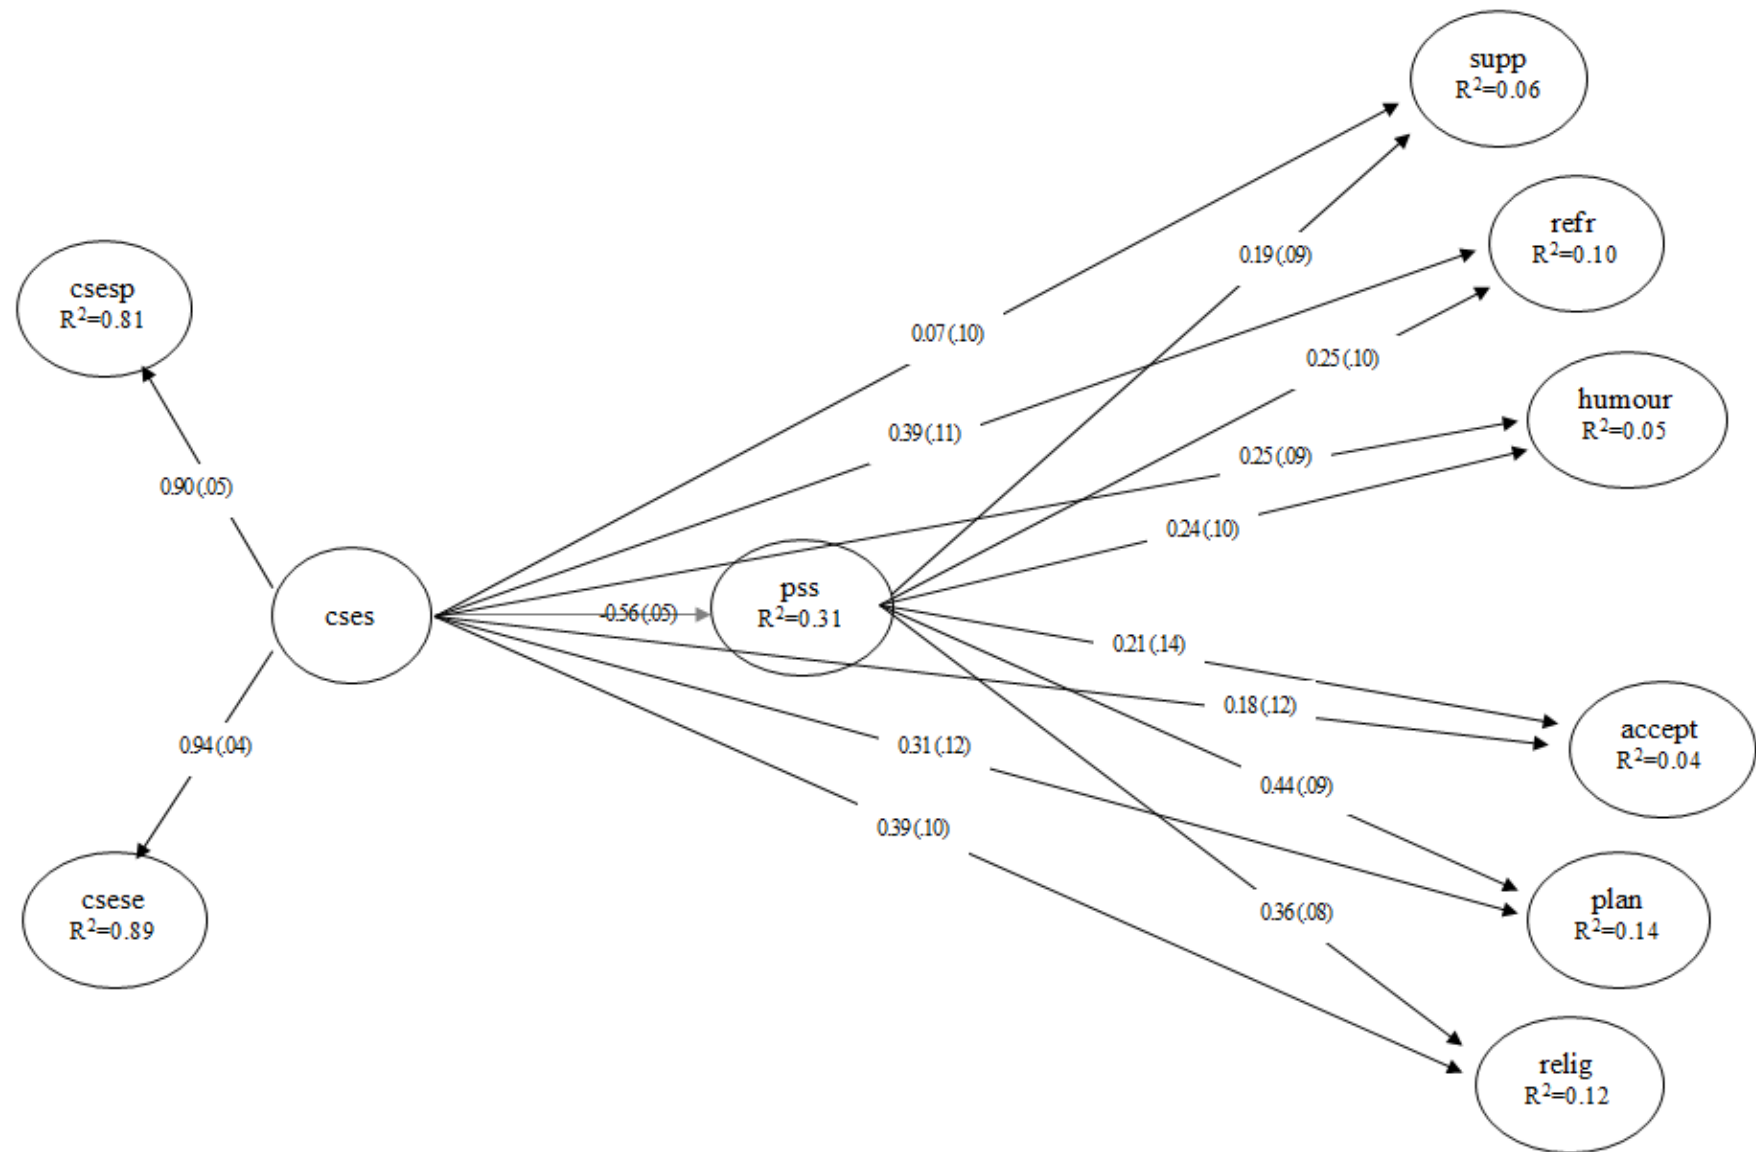 supp
R²=0.06
refr
R²=0.10
csesp
R²=0.81
0.19 (.09)
0.07 (.10)
0.25 (.10)
humour
R²=0.05
0.39 (.11)
0.25 (.09)
0.90 (.05)
0.24 (.10)
cses
-0.56 (.05)
pss
R²=0.31
0.21 (.14)
0.18 (.12)
accept
R²=0.04
0.94 (.04)
0.31 (.12)
0.44 (.09)
0.39 (.10)
csese
R²=0.89
0.36 (.08)
plan
R²=0.14
relig
R²=0.12